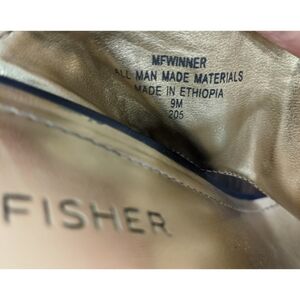 MFWINNER
ALL MAN MADE MATERIALS
MADE IN ETHIOPIA
9M
205
FISHER